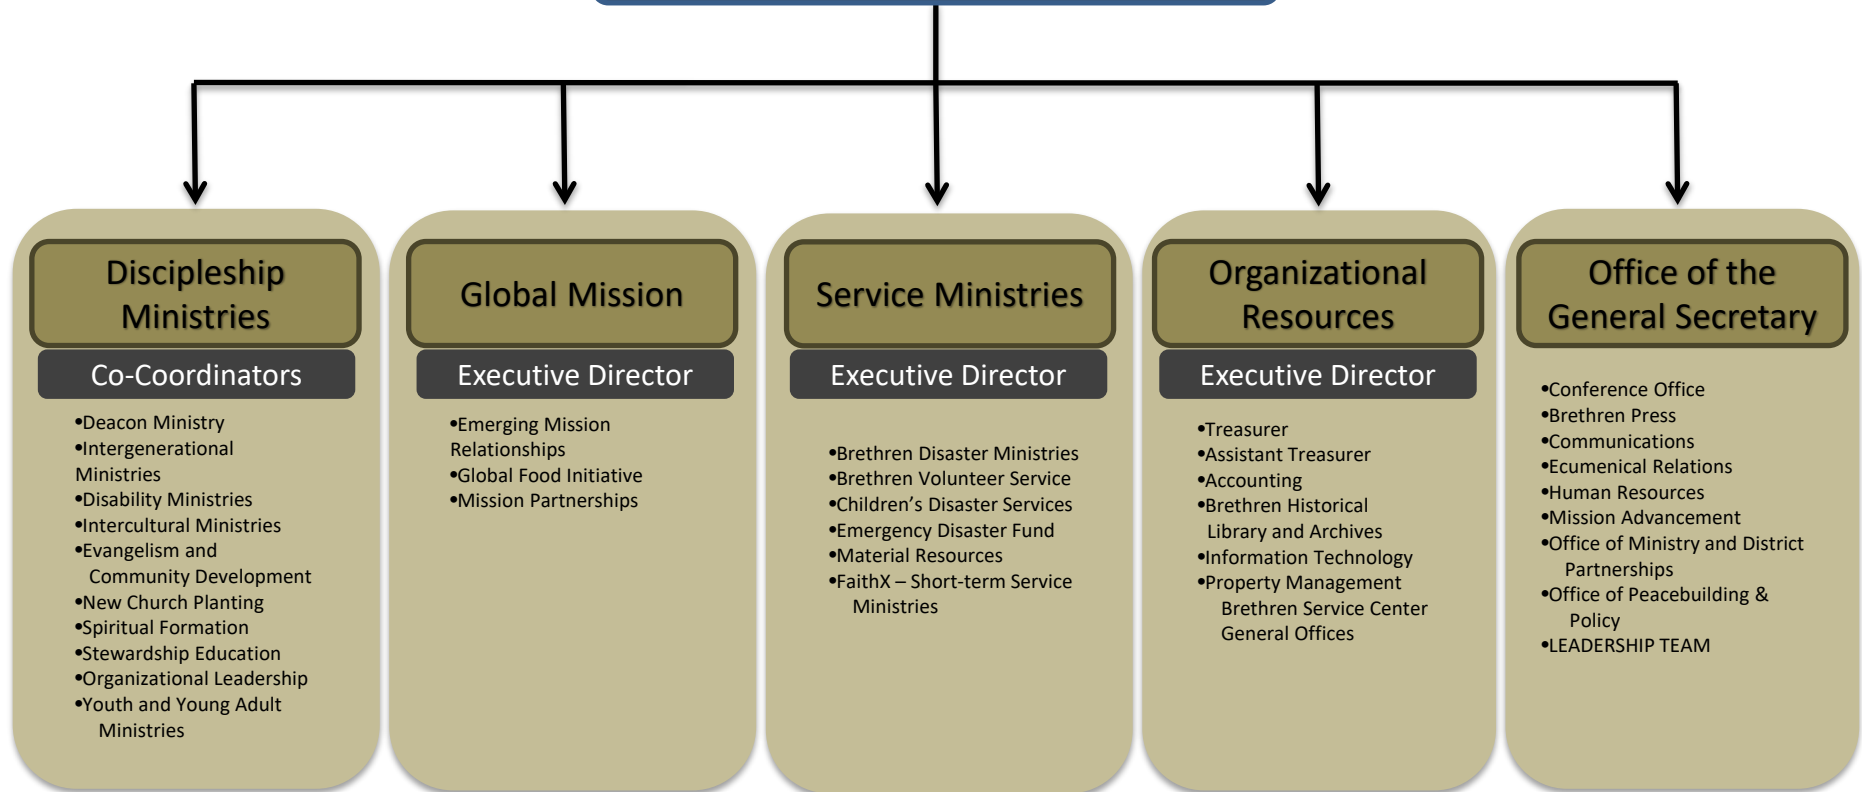 Discipleship
Ministries
Co-Coordinators
•Deacon Ministry
•Intergenerational
Ministries
•Disability Ministries
•Intercultural Ministries
•Evangelism and
Community Development
•New Church Planting
•Spiritual Formation
•Stewardship Education
•Organizational Leadership
•Youth and Young Adult
Ministries
Global Mission
Executive Director
•Emerging Mission
Relationships
•Global Food Initiative
•Mission Partnerships
Service Ministries
Executive Director
•Brethren Disaster Ministries
•Brethren Volunteer Service
•Children’s Disaster Services
•Emergency Disaster Fund
•Material Resources
•FaithX – Short-term Service
Ministries
Organizational
Resources
Executive Director
•Treasurer
•Assistant Treasurer
•Accounting
•Brethren Historical
Library and Archives
•Information Technology
•Property Management
Brethren Service Center
General Offices
Office of the
General Secretary
•Conference Office
•Brethren Press
•Communications
•Ecumenical Relations
•Human Resources
•Mission Advancement
•Office of Ministry and District
Partnerships
•Office of Peacebuilding &
Policy
•LEADERSHIP TEAM